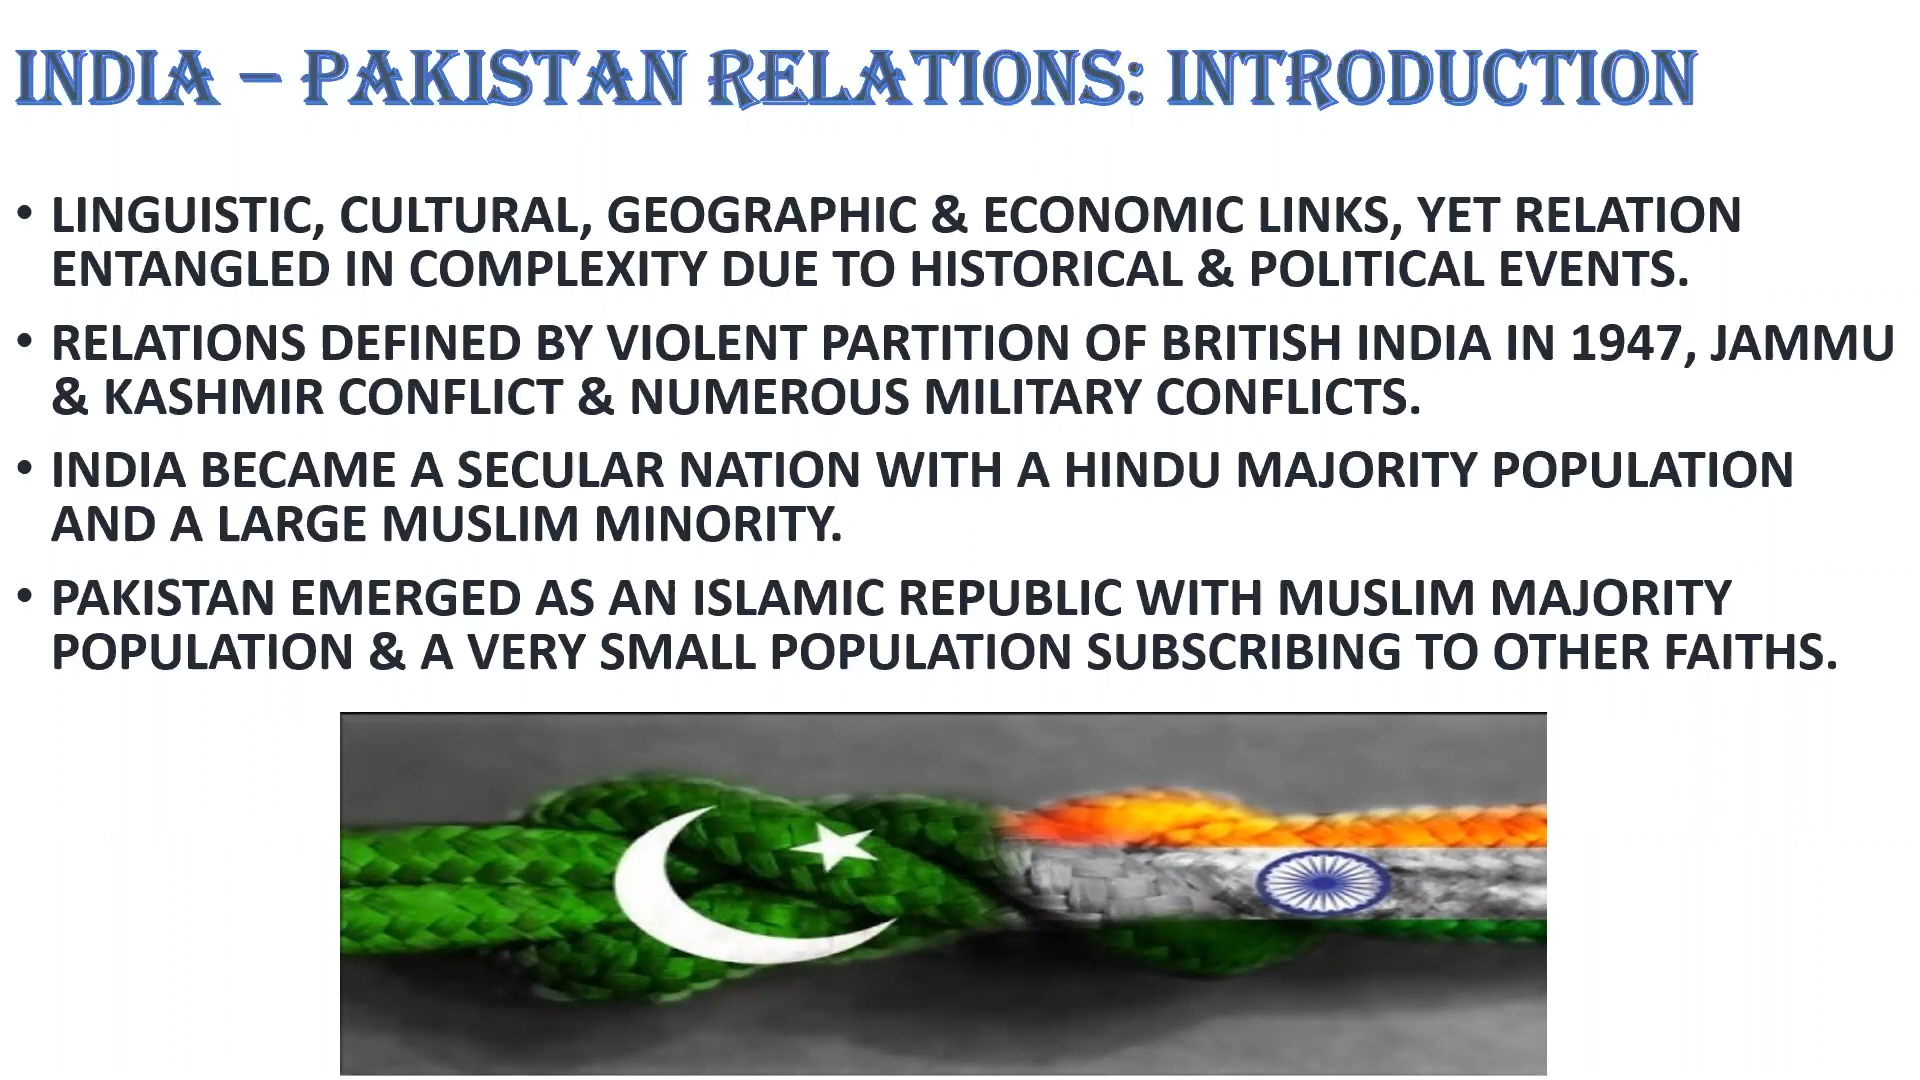 INDIA – PAKISTAN RELATIONS: INTRODUCTION
• LINGUISTIC, CULTURAL, GEOGRAPHIC & ECONOMIC LINKS, YET RELATION
ENTANGLED IN COMPLEXITY DUE TO HISTORICAL & POLITICAL EVENTS.
• RELATIONS DEFINED BY VIOLENT PARTITION OF BRITISH INDIA IN 1947, JAMMU
& KASHMIR CONFLICT & NUMEROUS MILITARY CONFLICTS.
• INDIA BECAME A SECULAR NATION WITH A HINDU MAJORITY POPULATION
AND A LARGE MUSLIM MINORITY.
• PAKISTAN EMERGED AS AN ISLAMIC REPUBLIC WITH MUSLIM MAJORITY
POPULATION & A VERY SMALL POPULATION SUBSCRIBING TO OTHER FAITHS.